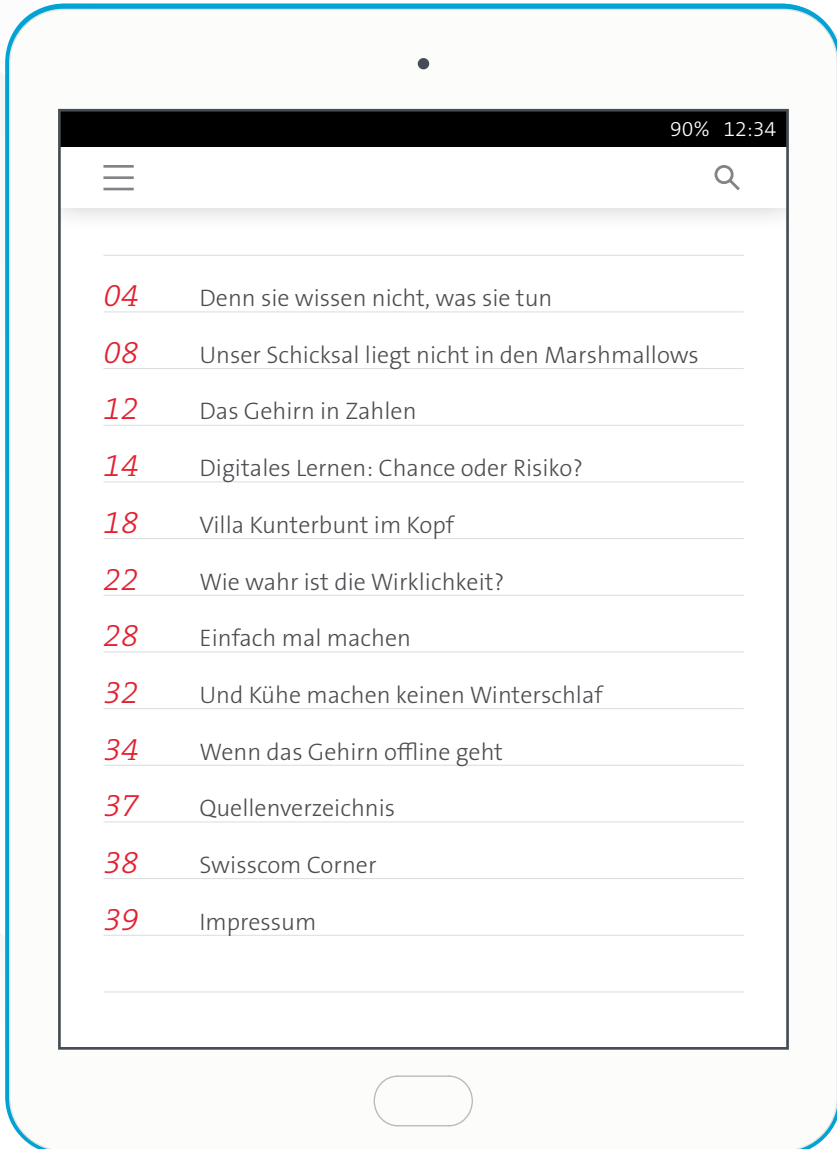 90% 12:34
04 Denn sie wissen nicht, was sie tun
08 Unser Schicksal liegt nicht in den Marshmallows
12 Das Gehirn in Zahlen
14 Digitales Lernen: Chance oder Risiko?
18 Villa Kunterbunt im Kopf
22 Wie wahr ist die Wirklichkeit?
28 Einfach mal machen
32 Und Kühe machen keinen Winterschlaf
34 Wenn das Gehirn offline geht
37 Quellenverzeichnis
38 Swisscom Corner
39 Impressum